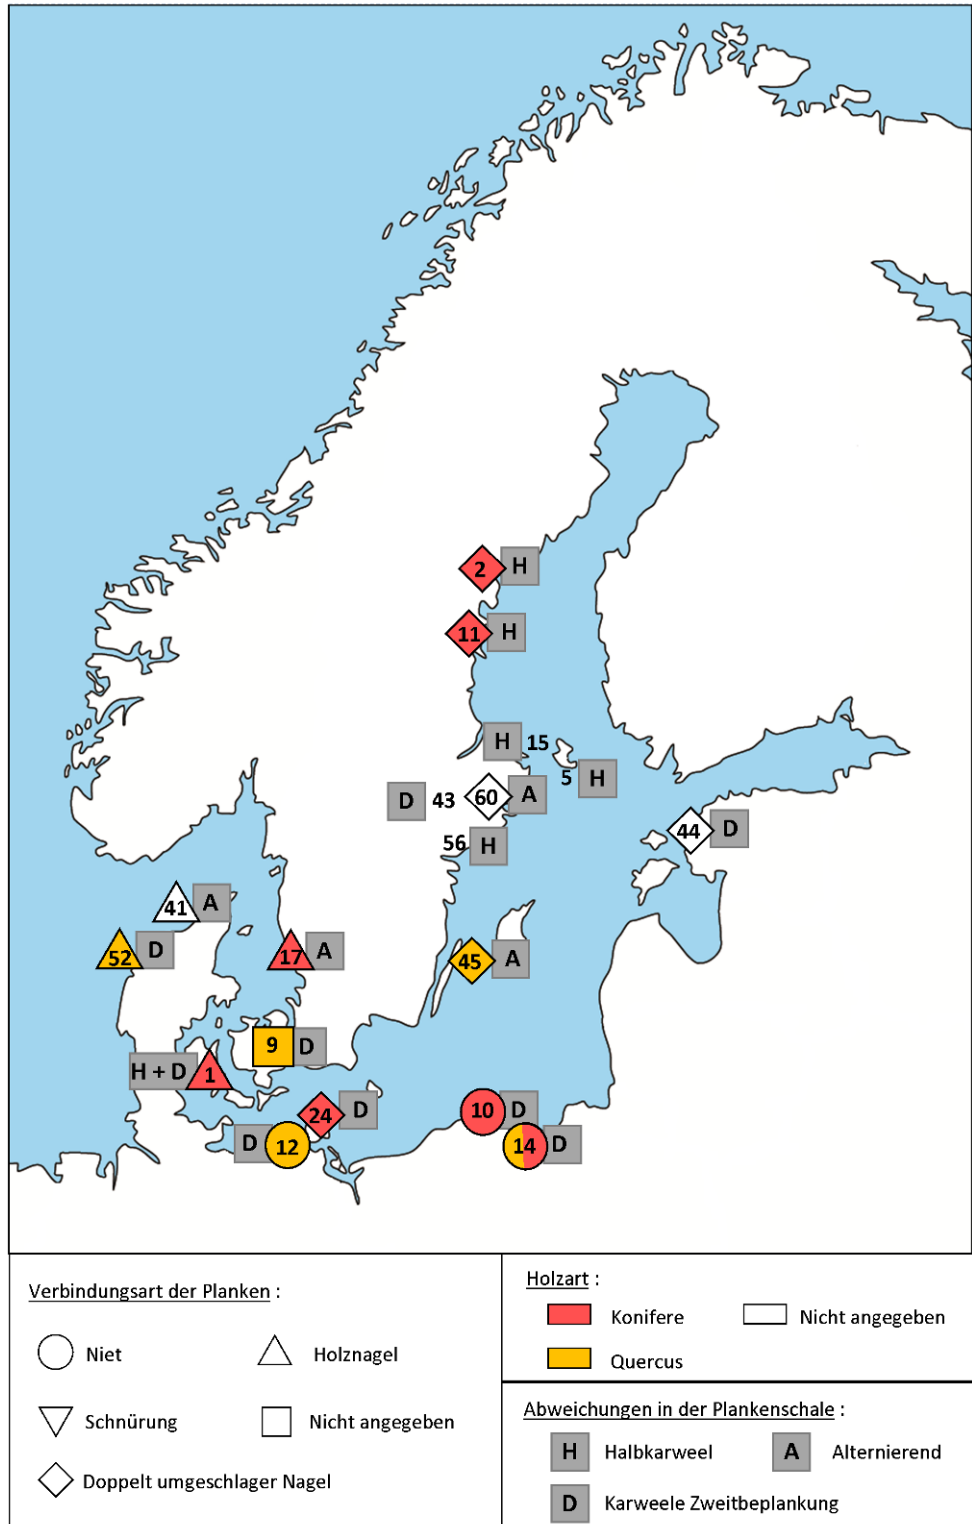 2 H
11 H
H 15
5 H
D 43 60 A
56 H
44 D
41 A
52 D
17 A
45 A
9 D
H + D 1
24 D
10 D
D 12
14 D
Verbindungsart der Planken :
Niet
Holznagel
Schnürung
Nicht angegeben
Doppelt umgeschlager Nagel
Holzart :
Konifere
Nicht angegeben
Quercus
Abweichungen in der Plankenschale :
H Halbkarweel
A Alternierend
D Karweele Zweitbeplankung